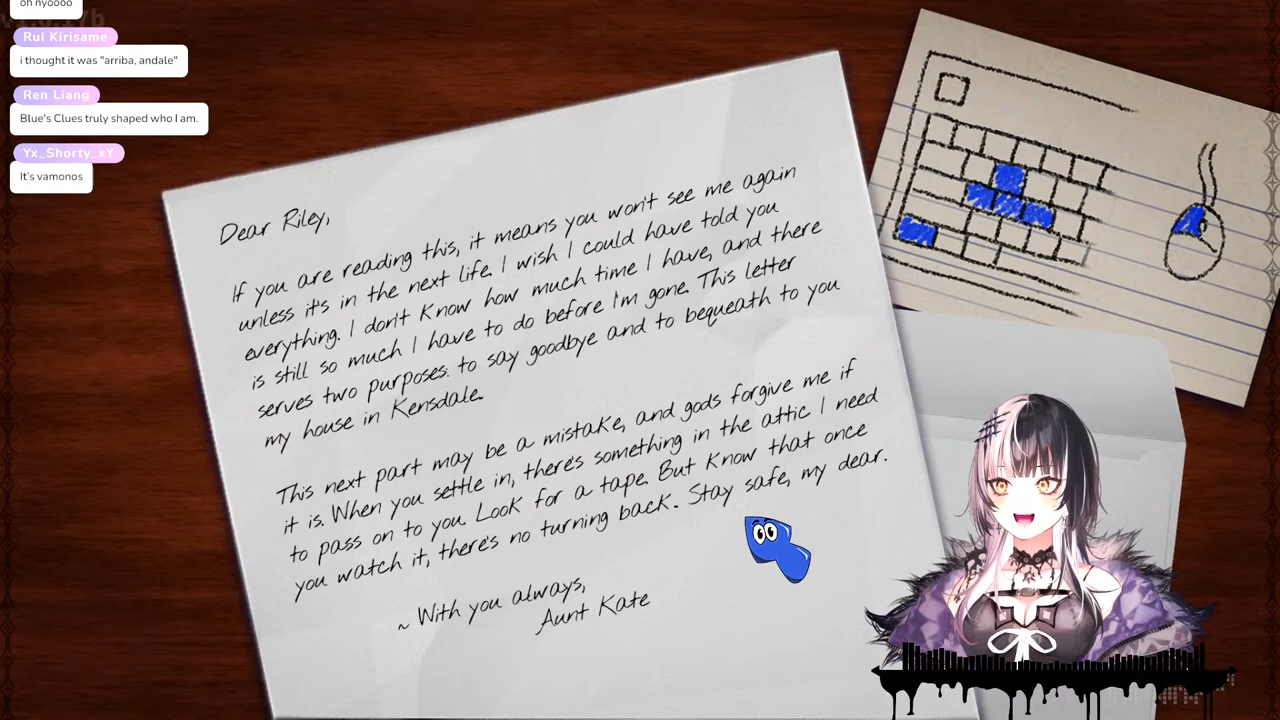 oh nyoooo
Rui Kirisame
i thought it was "arriba, andale"
Ren Liang
Blue's Clues truly shaped who I am.
Yx_Shorty_xY
It's vamonos
Dear Riley,
If you are reading this, it means you won't see me again
unless it's in the next life. I wish I could have told you
everything. I don't know how much time I have, and there
is still so much I have to do before I'm gone. This letter
serves two purposes: to say goodbye and to bequeath to you
my house in Kensdale.
This next part may be a mistake, and gods forgive me if
it is. When you settle in, there's something in the attic I need
to pass on to you. Look for a tape. But know that once
you watch it, there's no turning back. Stay safe, my dear.
~ With you always,
Aunt Kate